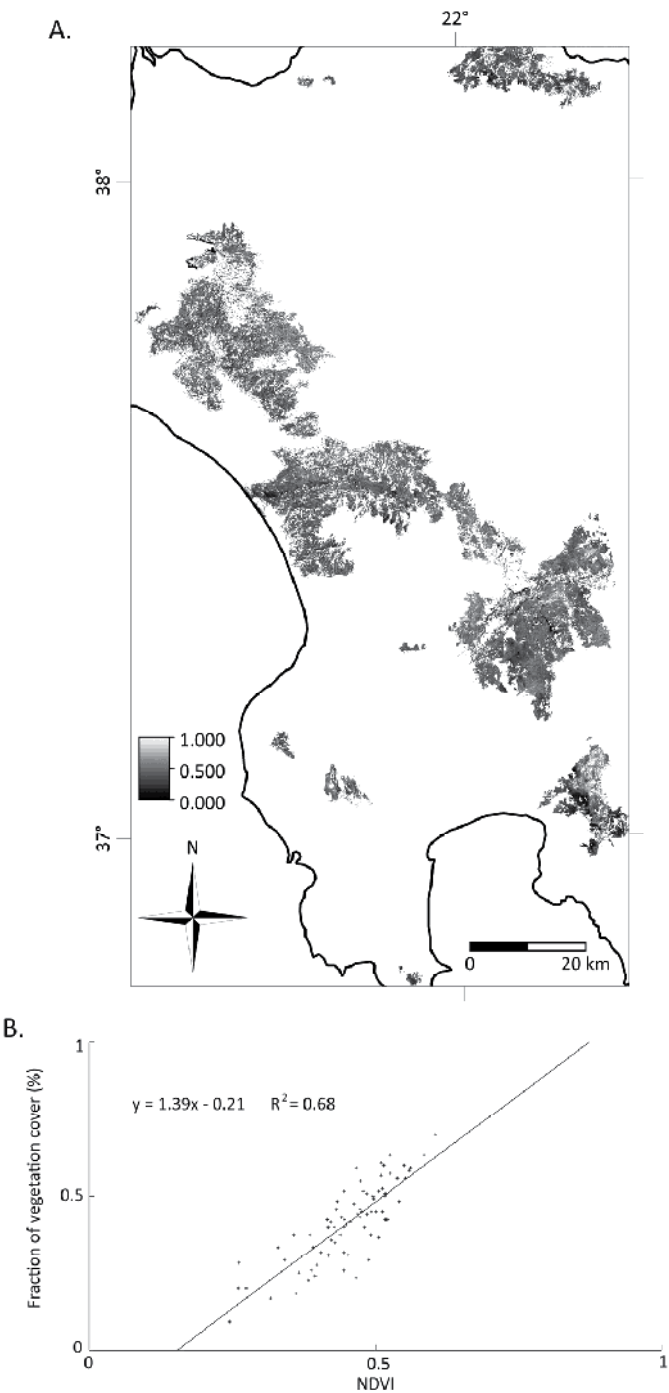 A.
22°
38°
1.000
0.500
0.000
37°
N
0 20 km
B.
1
y = 1.39x - 0.21 R2 = 0.68
Fraction of vegetation cover (%)
0.5
0
0 0.5 1
NDVI